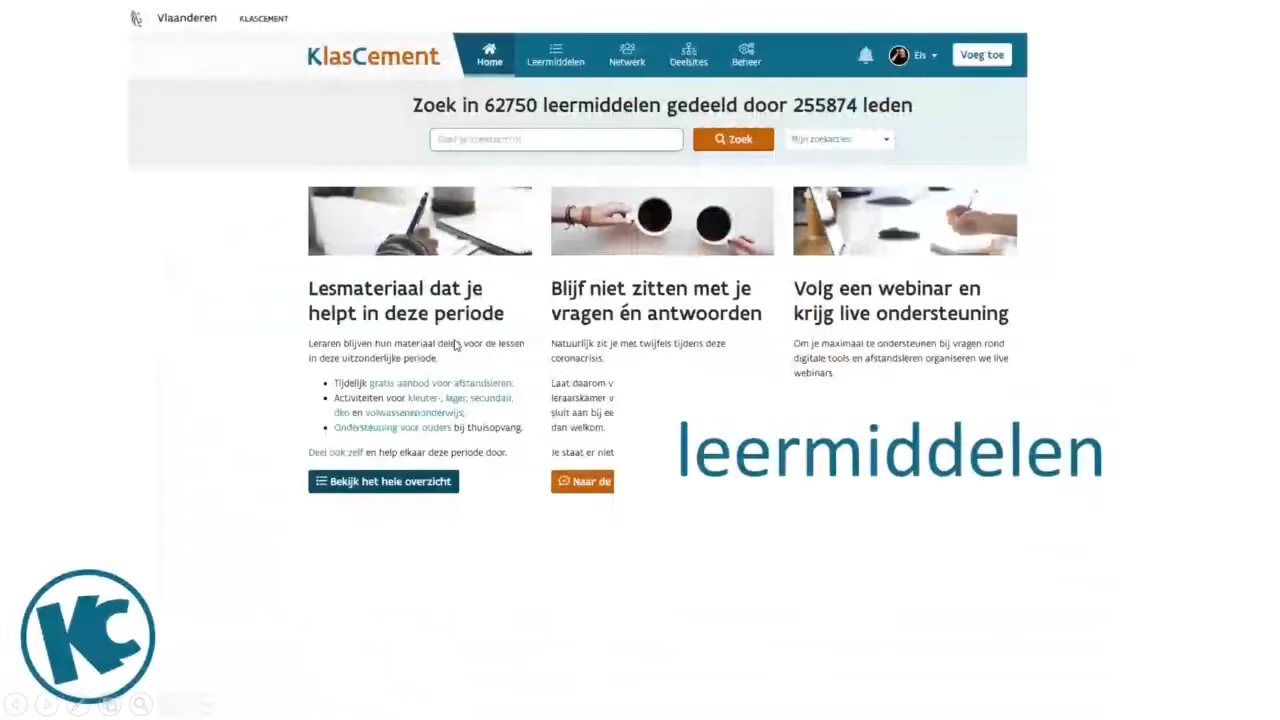 Vlaanderen KLASCEMENT
KlasCement
Home Leermiddelen Netwerk Deelsites Beheer Els Voeg toe
Zoek in 62750 leermiddelen gedeeld door 255874 leden
Zoek Mijn zoekacties
Lesmateriaal dat je
helpt in deze periode
Leraren blijven hun materiaal delen voor de lessen
in deze uitzonderlijke periode.
Tijdelijk gratis aanbod voor afstandsleren;
Activiteiten voor kleuter-, lager, secundair,
dko en volwassenenonderwijs;
Ondersteuning voor ouders bij thuisopvang.
Deel ook zelf en help elkaar deze periode door.
Bekijk het hele overzicht
Blijf niet zitten met je
vragen én antwoorden
Natuurlijk zit je met twijfels tijdens deze
coronacrisis.
Laat daarom v
leraarskamer v
sluit aan bij ee
dan welkom.
Je staat er niet
Naar de
Volg een webinar en
krijg live ondersteuning
Om je maximaal te ondersteunen bij vragen rond
digitale tools en afstandsleren organiseren we live
webinars.
leermiddelen
KC